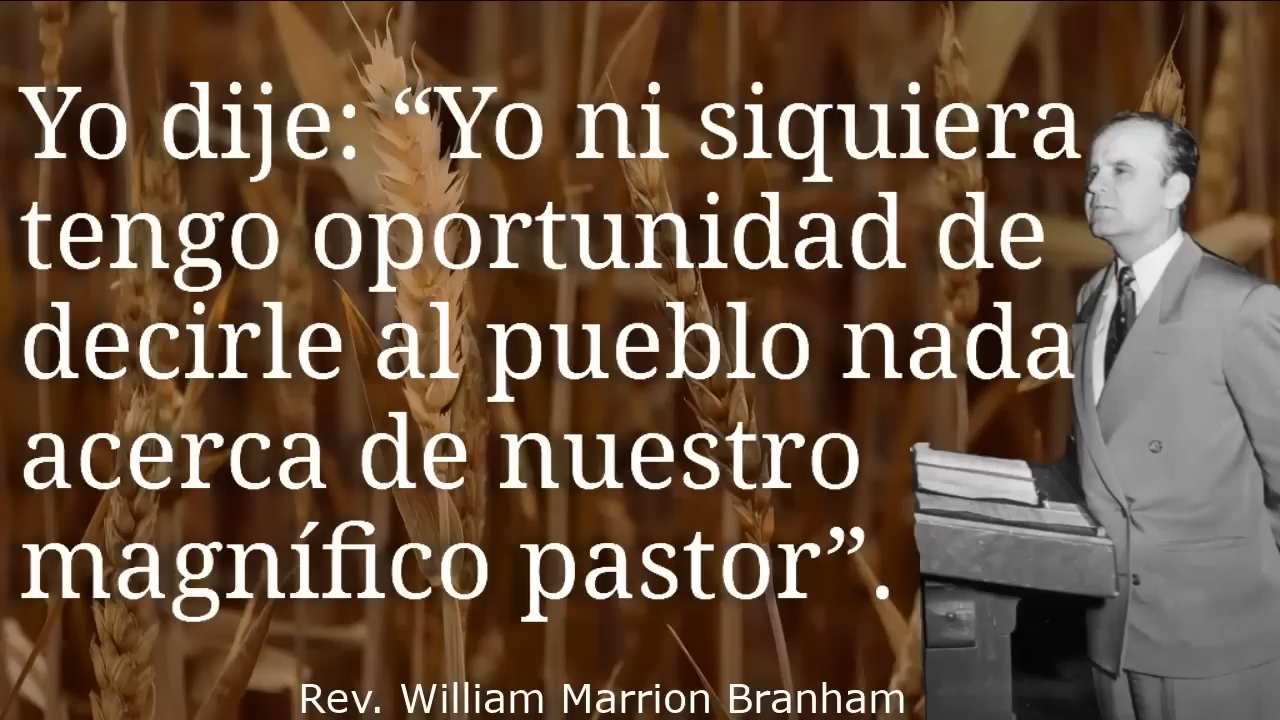 Yo dije: “Yo ni siquiera
tengo oportunidad de
decirle al pueblo nada
acerca de nuestro
magnífico pastor”.
Rev. William Marrion Branham